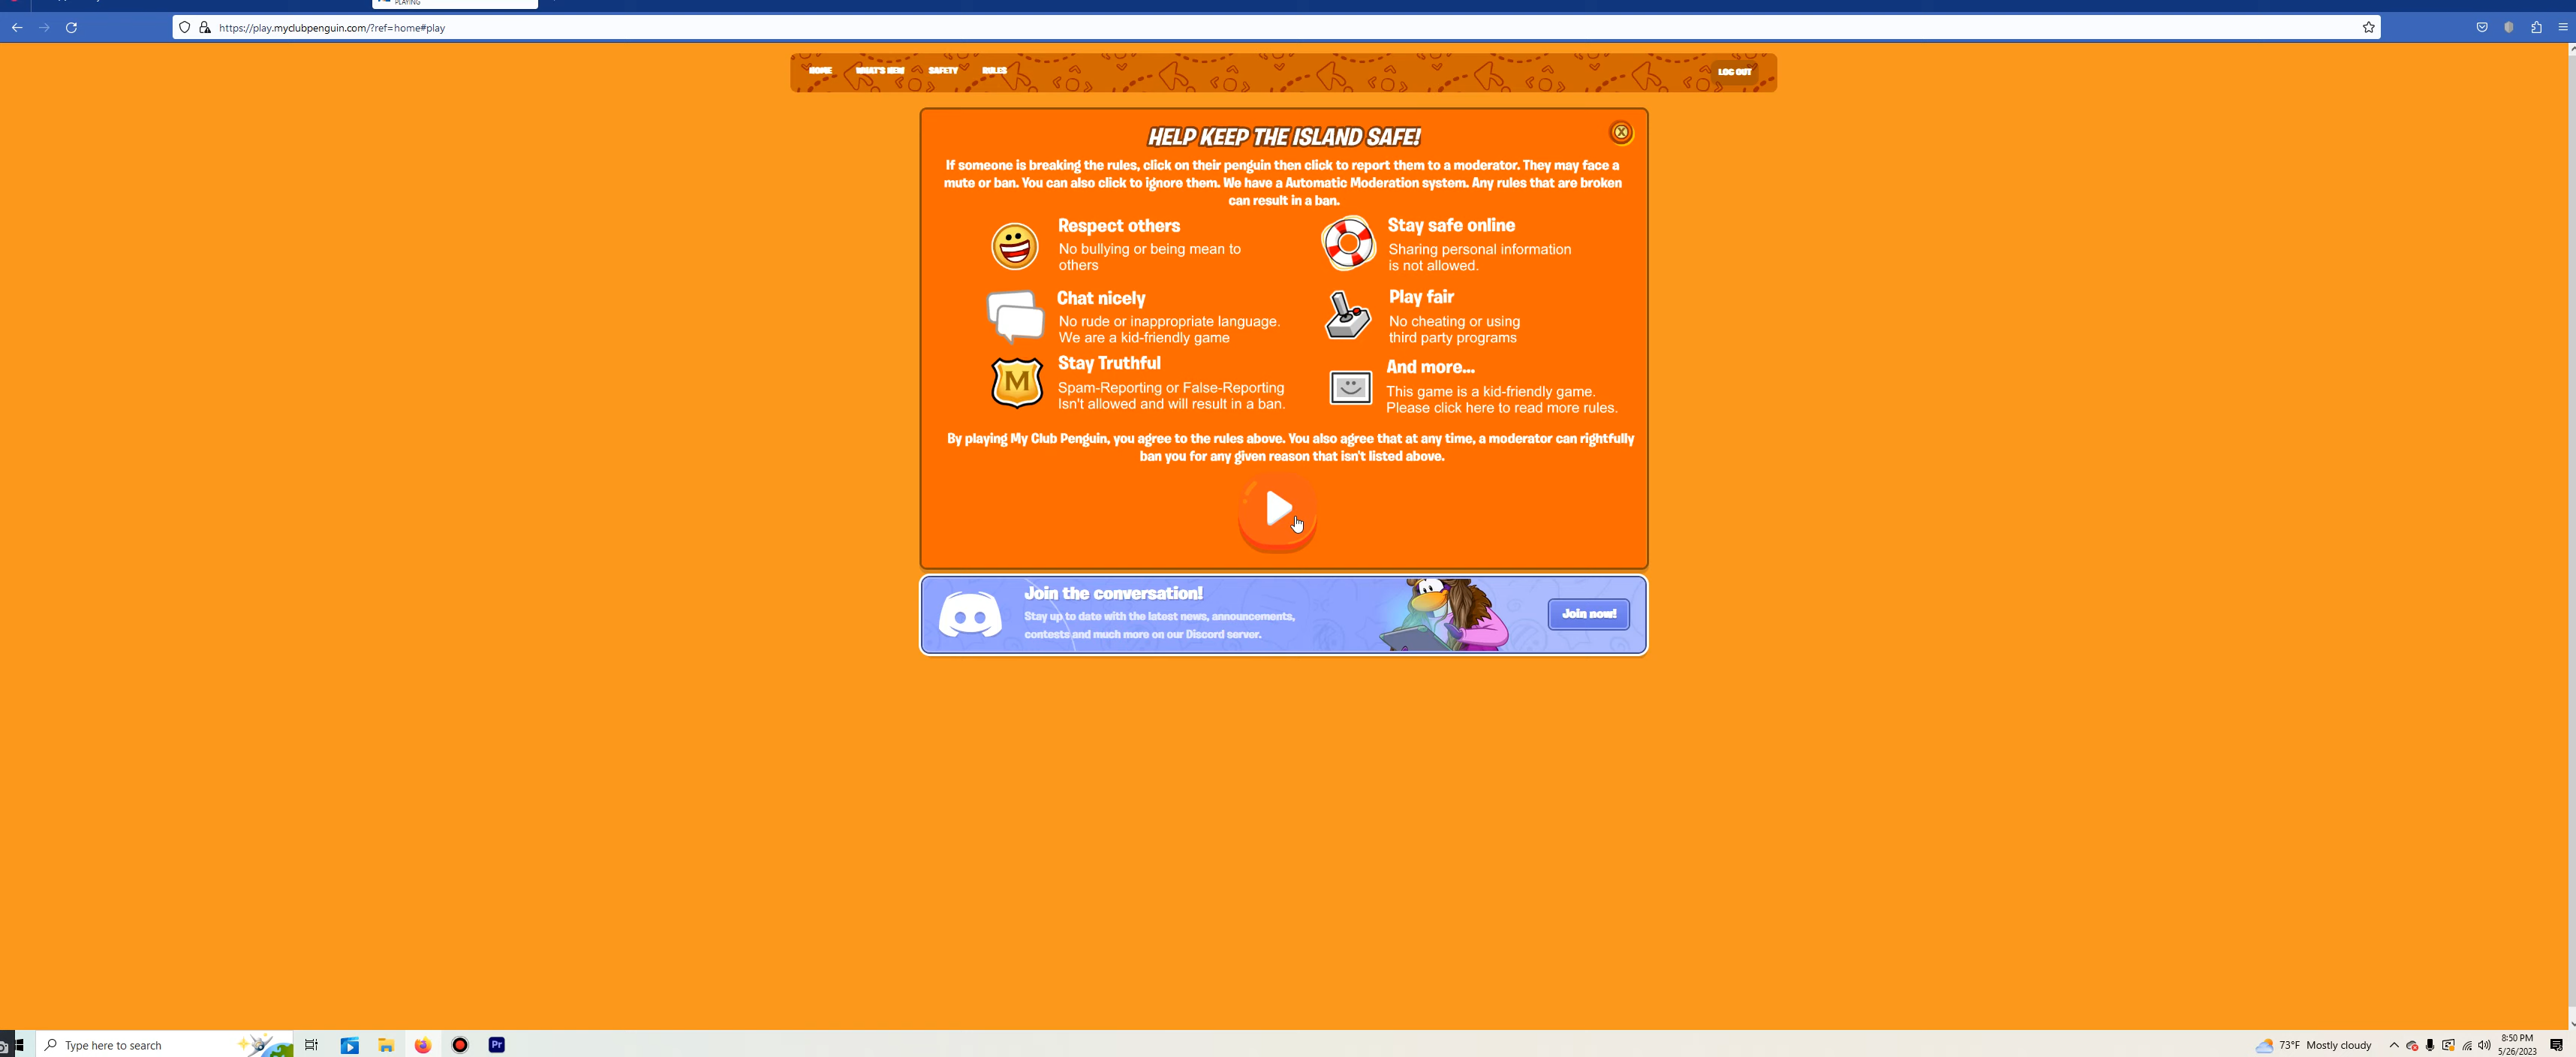 PLAYING
https://play.myclubpenguin.com/?ref=home#play
HOME WHAT'S NEW SAFETY RULES LOG OUT
HELP KEEP THE ISLAND SAFE!
If someone is breaking the rules, click on their penguin then click to report them to a moderator. They may face a
mute or ban. You can also click to ignore them. We have a Automatic Moderation system. Any rules that are broken
can result in a ban.
Respect others
No bullying or being mean to
others
Stay safe online
Sharing personal information
is not allowed.
Chat nicely
No rude or inappropriate language.
We are a kid-friendly game
Play fair
No cheating or using
third party programs
M
Stay Truthful
Spam-Reporting or False-Reporting
Isn't allowed and will result in a ban.
And more...
This game is a kid-friendly game.
Please click here to read more rules.
By playing My Club Penguin, you agree to the rules above. You also agree that at any time, a moderator can rightfully
ban you for any given reason that isn't listed above.
Join the conversation!
Stay up to date with the latest news, announcements,
contests and much more on our Discord server.
Join now!
Type here to search
Pr
73°F Mostly cloudy
8:50 PM
5/26/2023